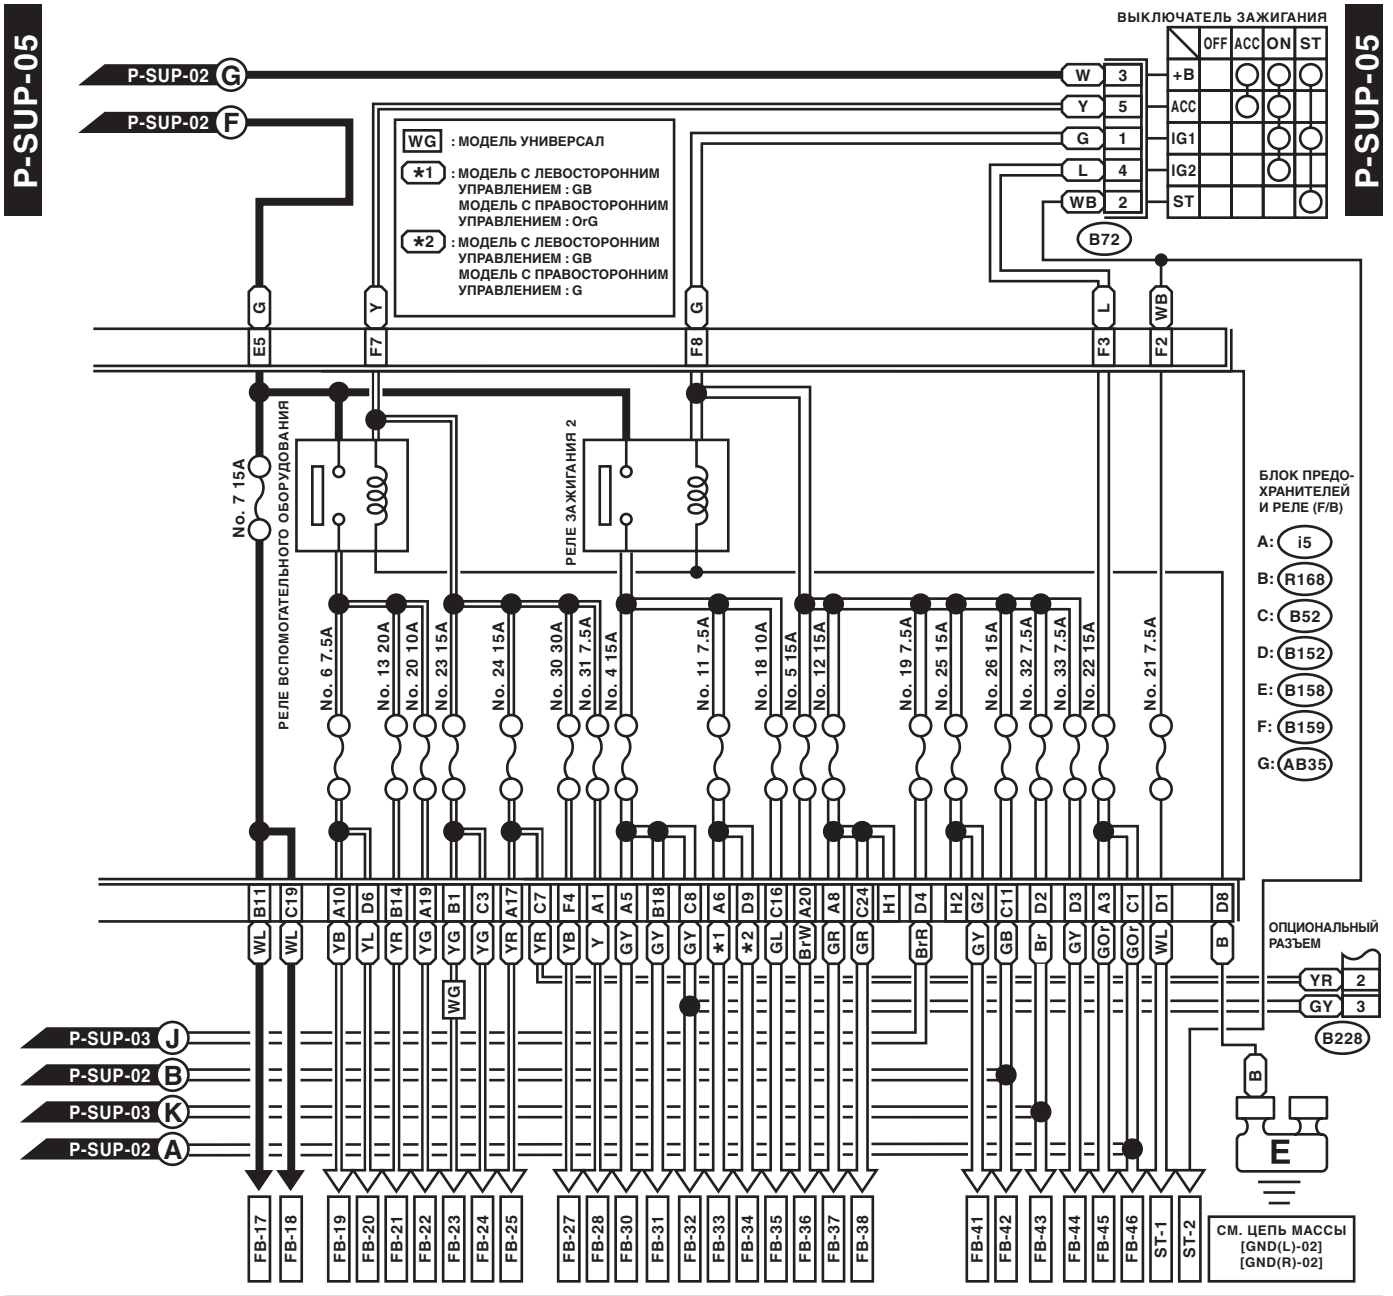 P-SUP-05
P-SUP-05
ВЫКЛЮЧАТЕЛЬ ЗАЖИГАНИЯ
OFF ACC ON ST
P-SUP-02 G
W 3 +B
Y 5 ACC
G 1 IG1
L 4 IG2
WB 2 ST
B72
P-SUP-02 F
WG : МОДЕЛЬ УНИВЕРСАЛ
*1 : МОДЕЛЬ С ЛЕВОСТОРОННИМ
УПРАВЛЕНИЕМ : GB
МОДЕЛЬ С ПРАВОСТОРОННИМ
УПРАВЛЕНИЕМ : OrG
*2 : МОДЕЛЬ С ЛЕВОСТОРОННИМ
УПРАВЛЕНИЕМ : GB
МОДЕЛЬ С ПРАВОСТОРОННИМ
УПРАВЛЕНИЕМ : G
G Y G L WB
E5 F7 F8 F3 F2
No. 7 15A
РЕЛЕ ВСПОМОГАТЕЛЬНОГО ОБОРУДОВАНИЯ
РЕЛЕ ЗАЖИГАНИЯ 2
БЛОК ПРЕДО-
ХРАНИТЕЛЕЙ
И РЕЛЕ (F/B)
A: i5
B: R168
C: B52
D: B152
E: B158
F: B159
G: AB35
No. 6 7.5A
No. 13 20A
No. 20 10A
No. 23 15A
No. 24 15A
No. 30 30A
No. 31 7.5A
No. 4 15A
No. 11 7.5A
No. 18 10A
No. 5 15A
No. 12 15A
No. 19 7.5A
No. 25 15A
No. 26 15A
No. 32 7.5A
No. 33 7.5A
No. 22 15A
No. 21 7.5A
B11 C19 A10 D6 B14 A19 B1 C3 A17 C7 F4 A1 A5 B18 C8 A6 D9 C16 A20 A8 C24 H1 D4 H2 G2 C11 D2 D3 A3 C1 D1 D8
WL WL YB YL YR YG YG YG YR YR YB Y GY GY GY *1 *2 GL BrW GR GR BrR GY GB Br GY GOr GOr WL B
WG
ОПЦИОНАЛЬНЫЙ
РАЗЪЕМ
YR 2
GY 3
B228
P-SUP-03 J
P-SUP-02 B
P-SUP-03 K
P-SUP-02 A
B
E
FB-17 FB-18 FB-19 FB-20 FB-21 FB-22 FB-23 FB-24 FB-25 FB-27 FB-28 FB-30 FB-31 FB-32 FB-33 FB-34 FB-35 FB-36 FB-37 FB-38 FB-41 FB-42 FB-43 FB-44 FB-45 FB-46 ST-1 ST-2
СМ. ЦЕПЬ МАССЫ
[GND(L)-02]
[GND(R)-02]